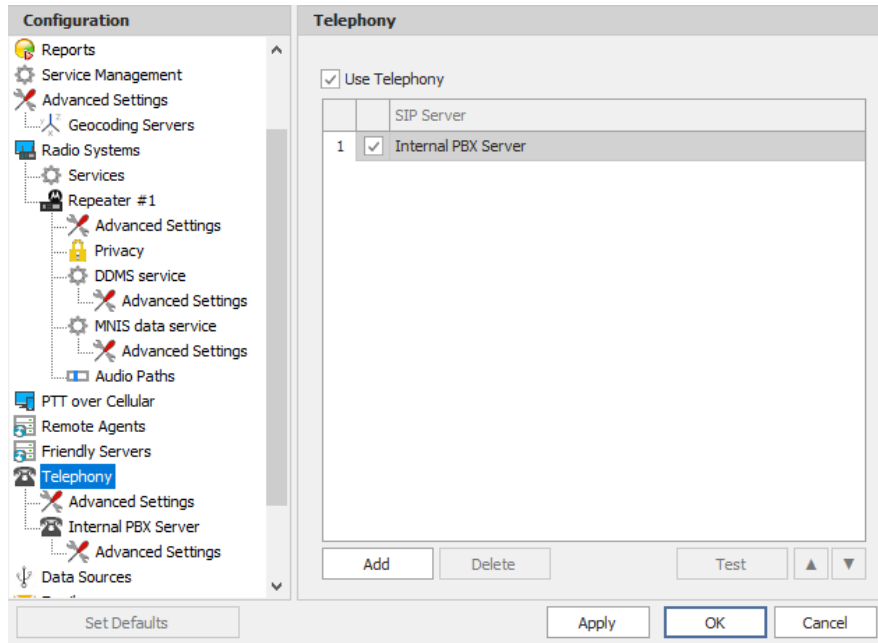 Configuration
Reports
Service Management
Advanced Settings
Geocoding Servers
Radio Systems
Services
Repeater #1
Advanced Settings
Privacy
DDMS service
Advanced Settings
MNIS data service
Advanced Settings
Audio Paths
PTT over Cellular
Remote Agents
Friendly Servers
Telephony
Advanced Settings
Internal PBX Server
Advanced Settings
Data Sources
Set Defaults
Telephony
Use Telephony
SIP Server
1 Internal PBX Server
Add Delete Test
Apply OK Cancel